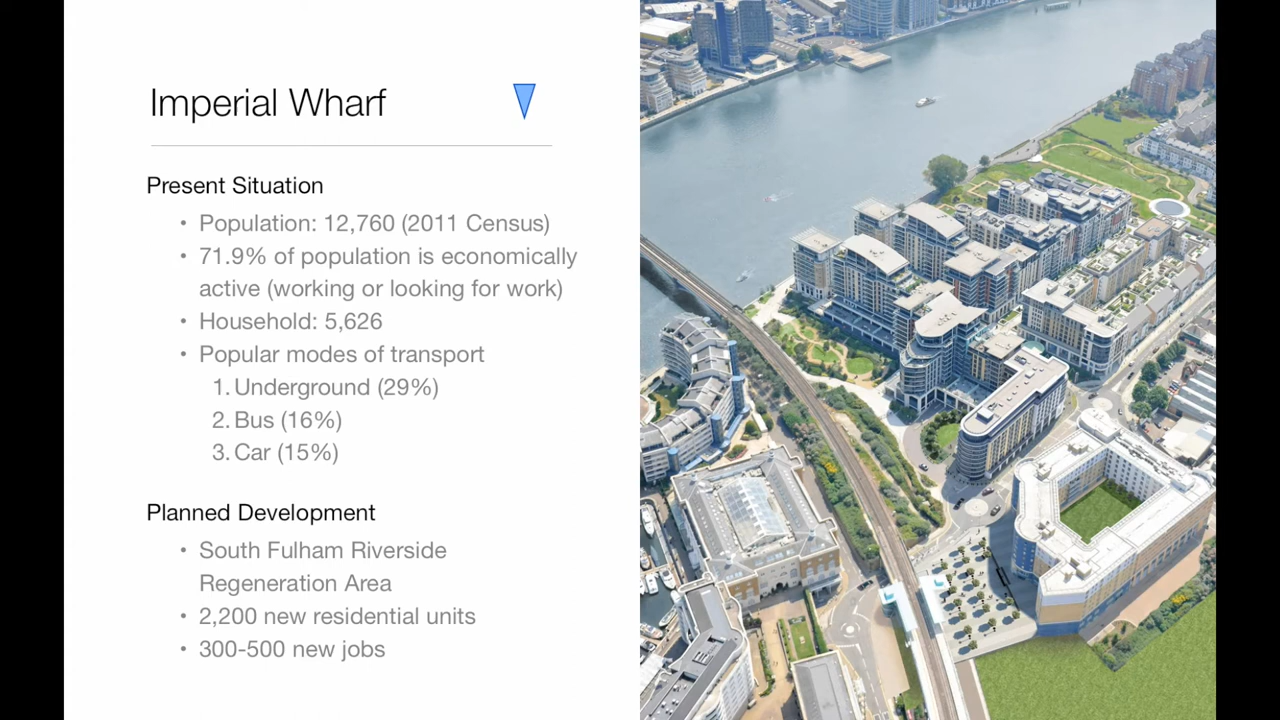 Imperial Wharf
Present Situation
• Population: 12,760 (2011 Census)
• 71.9% of population is economically
active (working or looking for work)
• Household: 5,626
• Popular modes of transport
1. Underground (29%)
2. Bus (16%)
3. Car (15%)
Planned Development
• South Fulham Riverside
Regeneration Area
• 2,200 new residential units
• 300-500 new jobs